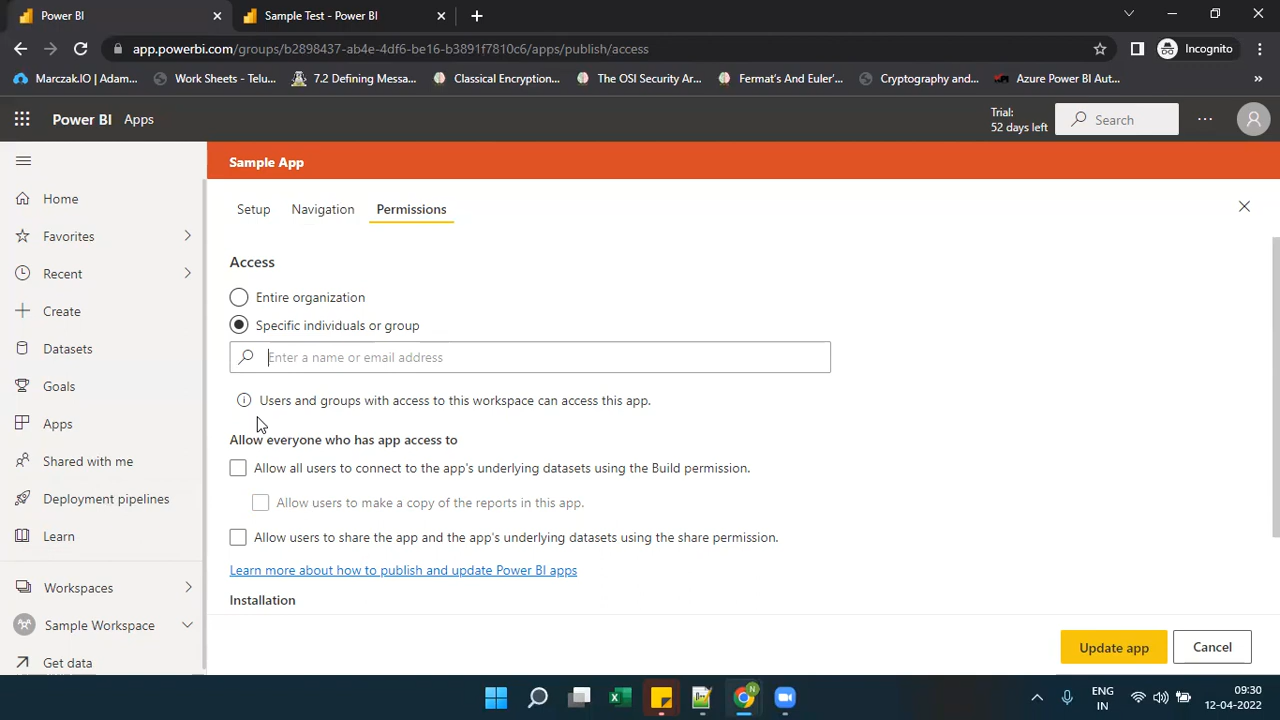 Power BI
Sample Test - Power BI
app.powerbi.com/groups/b2898437-ab4e-4df6-be16-b3891f7810c6/apps/publish/access
Incognito
Marczak.IO | Adam...
Work Sheets - Telu...
7.2 Defining Messa...
Classical Encryption...
The OSI Security Ar...
Fermat's And Euler'...
Cryptography and...
Azure Power BI Aut...
Power BI Apps
Trial:
52 days left
Search
Home
Favorites
Recent
Create
Datasets
Goals
Apps
Shared with me
Deployment pipelines
Learn
Workspaces
Sample Workspace
Get data
Sample App
Setup
Navigation
Permissions
Access
Entire organization
Specific individuals or group
Enter a name or email address
Users and groups with access to this workspace can access this app.
Allow everyone who has app access to
Allow all users to connect to the app's underlying datasets using the Build permission.
Allow users to make a copy of the reports in this app.
Allow users to share the app and the app's underlying datasets using the share permission.
Learn more about how to publish and update Power BI apps
Installation
Update app
Cancel
N
ENG
IN
09:30
12-04-2022